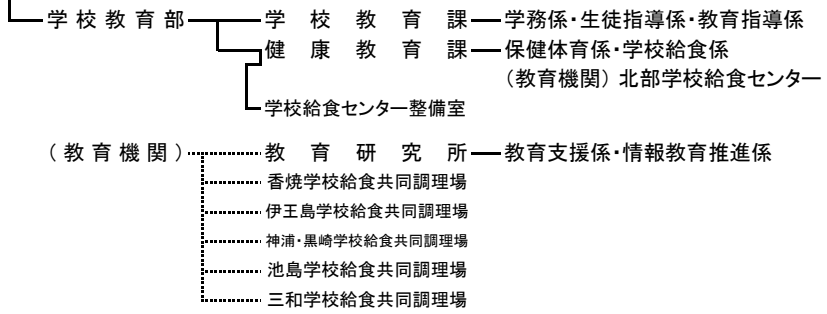 学校教育部 学校教育課 学務係・生徒指導係・教育指導係
健康教育課 保健体育係・学校給食係
(教育機関) 北部学校給食センター
学校給食センター整備室
(教育機関) 教育研究所 教育支援係・情報教育推進係
香焼学校給食共同調理場
伊王島学校給食共同調理場
神浦・黒崎学校給食共同調理場
池島学校給食共同調理場
三和学校給食共同調理場